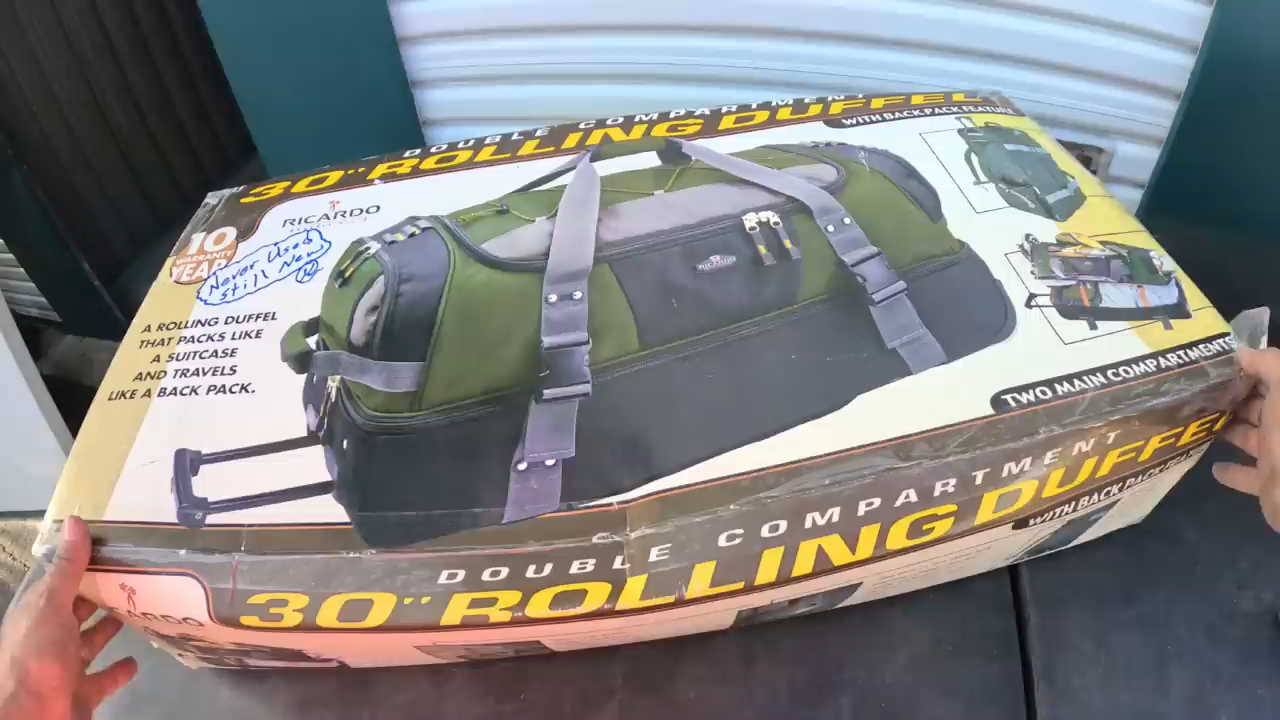 DOUBLE COMPARTMENT
30" ROLLING DUFFEL
WITH BACK PACK FEATURE
RICARDO
10
WARRANTY
YEAR
Never Used
Still New
A ROLLING DUFFEL
THAT PACKS LIKE
A SUITCASE
AND TRAVELS
LIKE A BACK PACK.
RICARDO
TWO MAIN COMPARTMENTS
DOUBLE COMPARTMENT
30" ROLLING DUFFEL
WITH BACK PACK